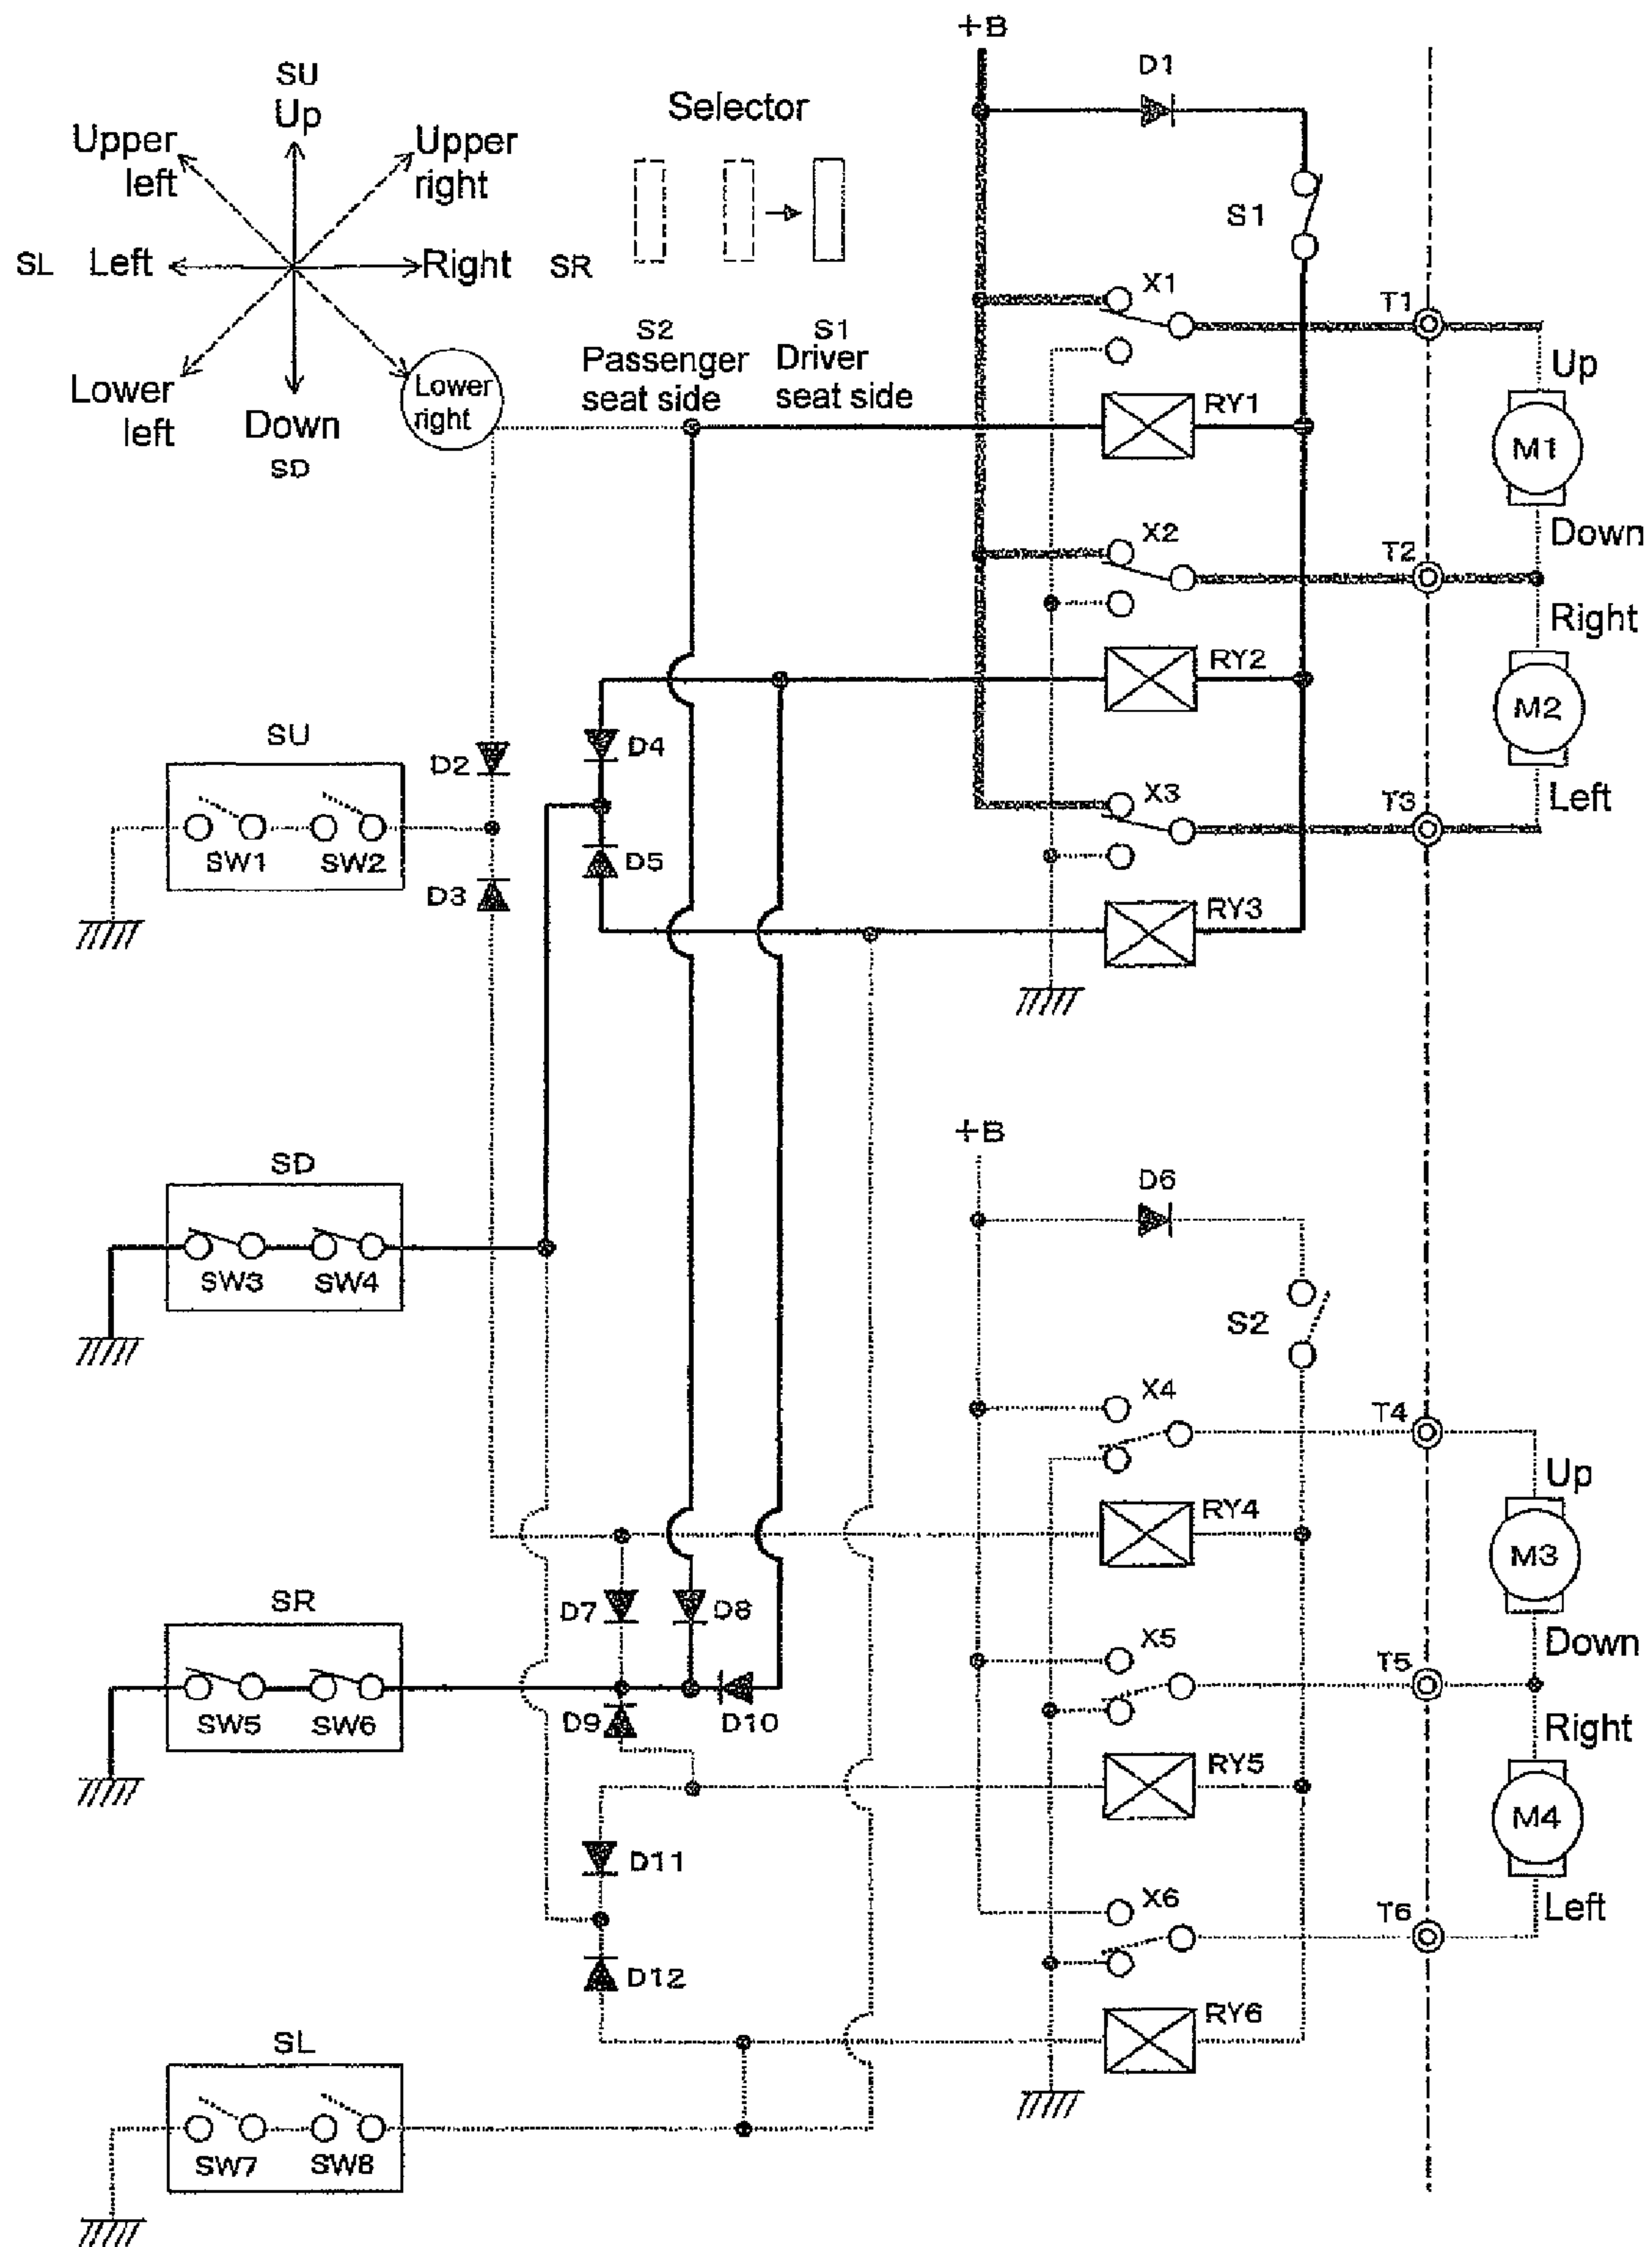 +B
D1
SU
Up
Selector
Upper
left
Upper
right
S1
SL
Left
Right
SR
X1
T1
S2
Passenger
seat side
S1
Driver
seat side
Up
Lower
left
Down
SD
Lower
right
RY1
M1
X2
T2
Down
Right
RY2
M2
SU
D2
D4
SW1
SW2
X3
T3
Left
D3
D5
RY3
+B
SD
D6
SW3
SW4
S2
X4
T4
Up
RY4
M3
SR
D7
D8
X5
T5
Down
SW5
SW6
D9
D10
Right
RY5
M4
D11
X6
T6
Left
D12
RY6
SL
SW7
SW8